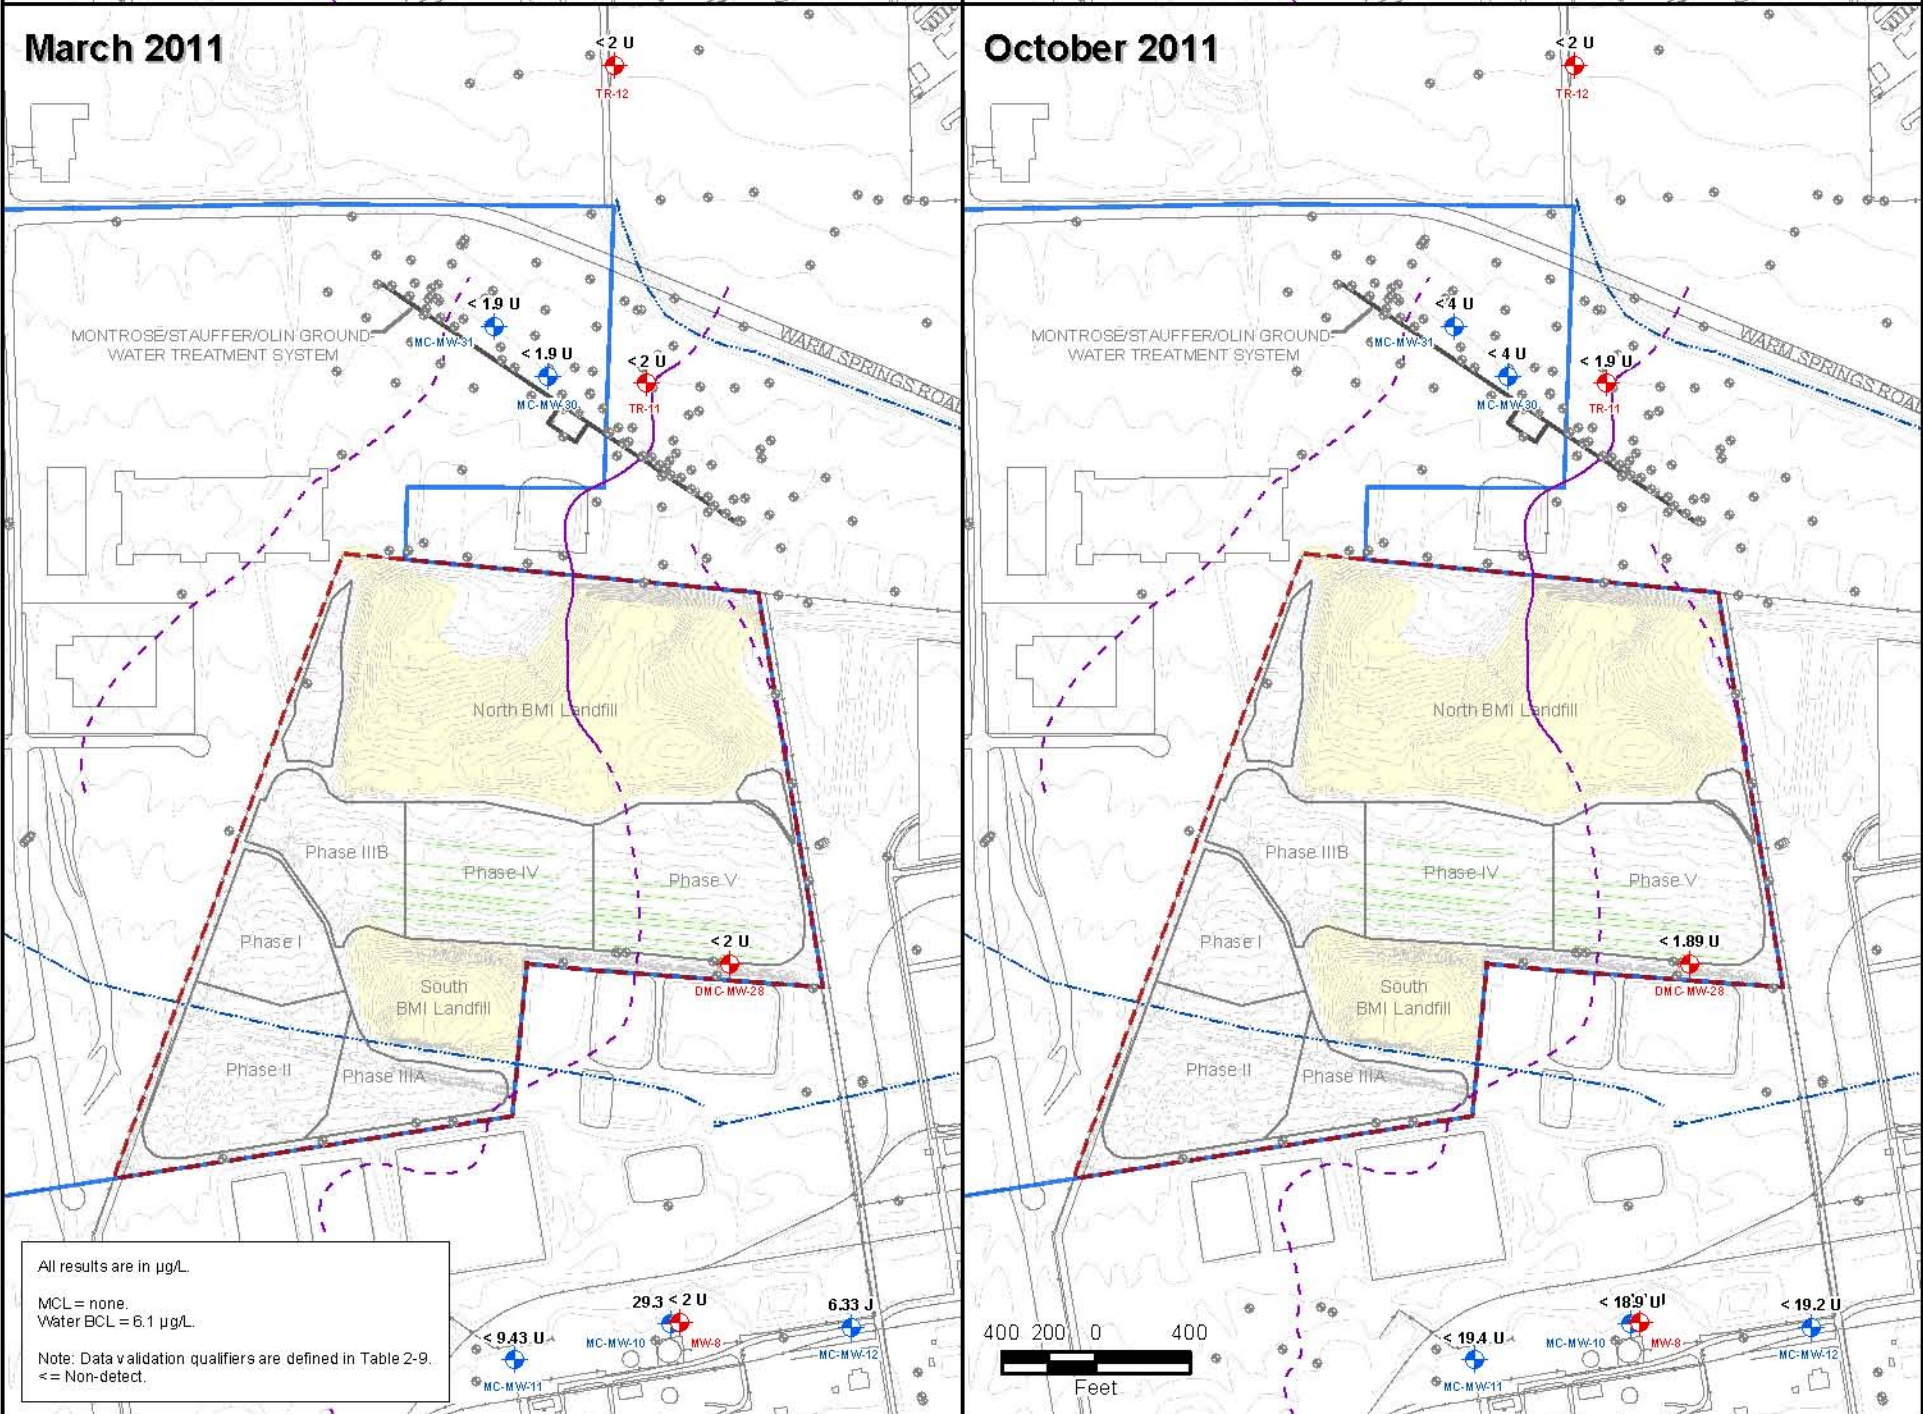 March 2011
< 2 U
TR-12
< 1.9 U
MONTROSE/STAUFFER/OLIN GROUND-
WATER TREATMENT SYSTEM
MC-MW-31
< 1.9 U
MC-MW-30
< 2 U
TR-11
WARM SPRINGS ROAD
North BMI Landfill
Phase IIIB
Phase IV
Phase V
Phase I
< 2 U
DMC-MW-28
South
BMI Landfill
Phase II
Phase IIIA
All results are in µg/L.
MCL = none.
Water BCL = 6.1 µg/L.
Note: Data validation qualifiers are defined in Table 2-9.
< = Non-detect.
< 9.43 U
MC-MW-11
29.3 < 2 U
MC-MW-10
MW-8
6.33 J
MC-MW-12
October 2011
< 2 U
TR-12
< 4 U
MONTROSE/STAUFFER/OLIN GROUND-
WATER TREATMENT SYSTEM
MC-MW-31
< 4 U
MC-MW-30
< 1.9 U
TR-11
WARM SPRINGS ROAD
North BMI Landfill
Phase IIIB
Phase IV
Phase V
Phase I
< 1.89 U
DMC-MW-28
South
BMI Landfill
Phase II
Phase IIIA
400 200 0 400
Feet
< 19.4 U
MC-MW-11
MC-MW-10
MW-8
< 19.2 U
MC-MW-12